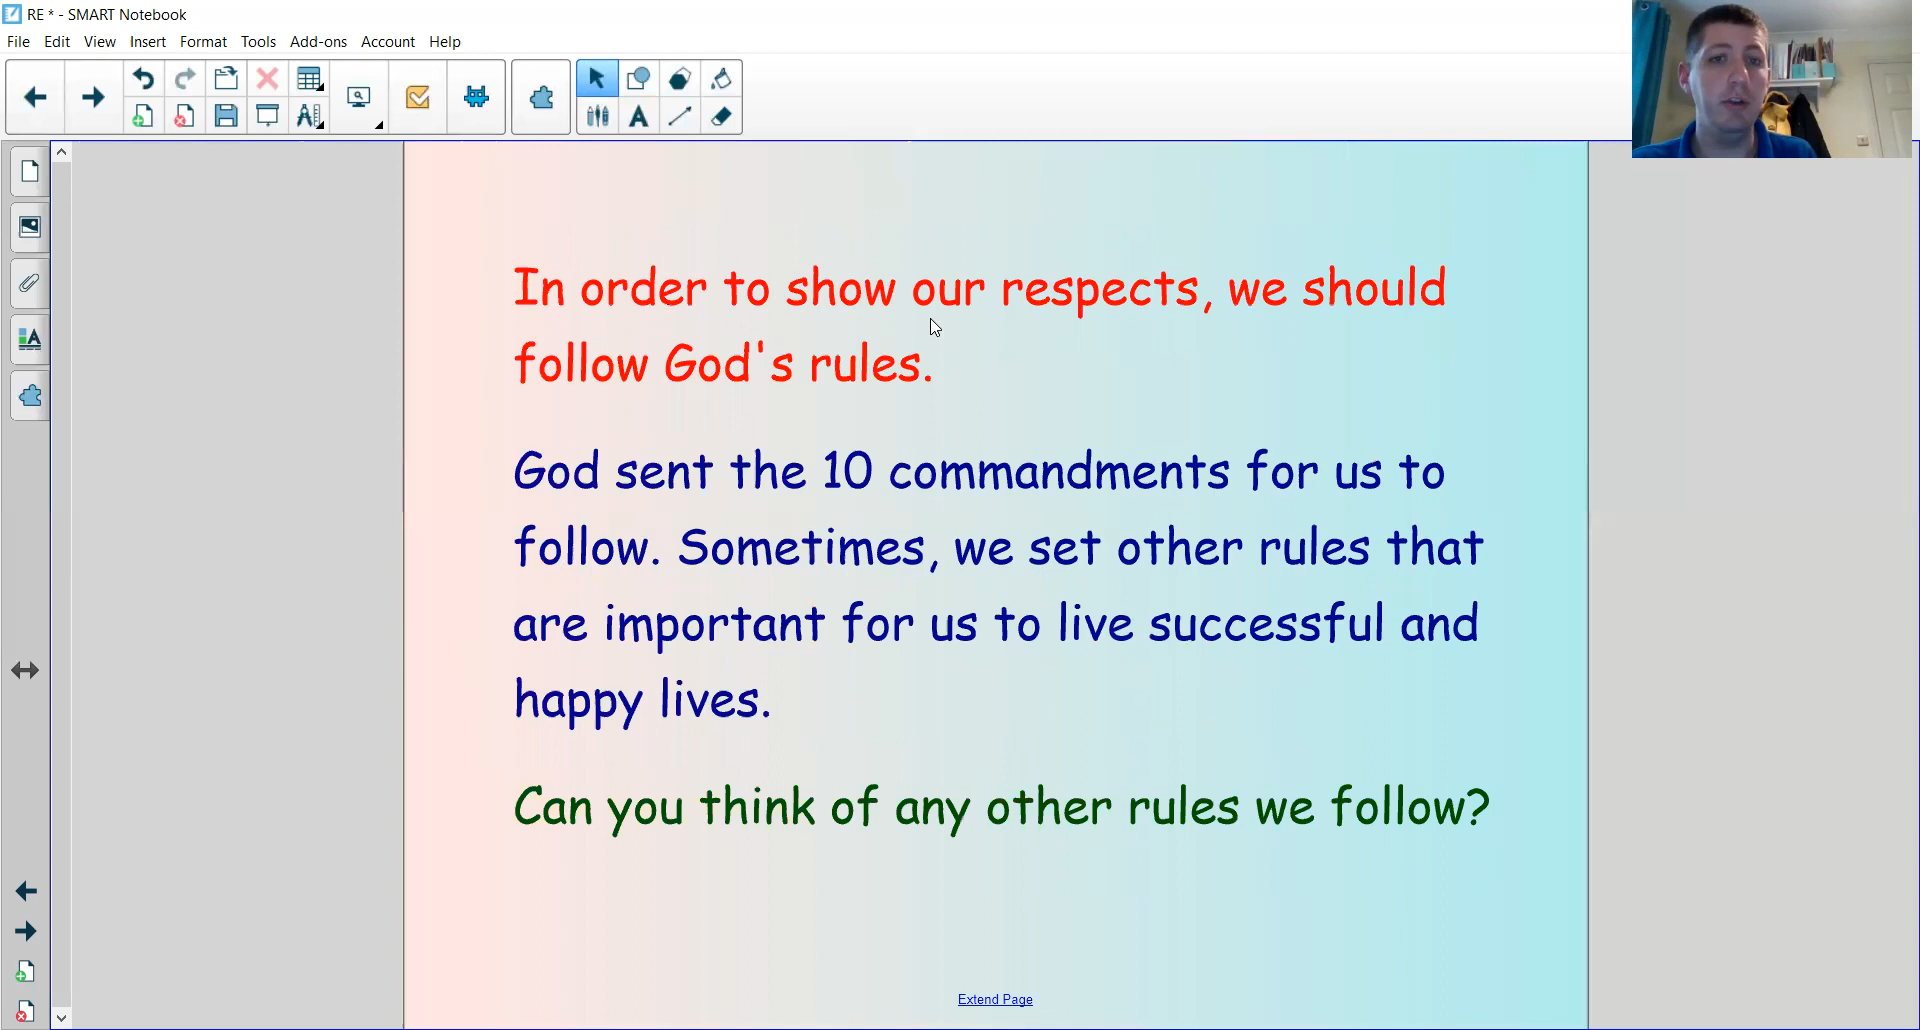 RE * - SMART Notebook
File Edit View Insert Format Tools Add-ons Account Help
In order to show our respects, we should
follow God's rules.
God sent the 10 commandments for us to
follow. Sometimes, we set other rules that
are important for us to live successful and
happy lives.
Can you think of any other rules we follow?
Extend Page